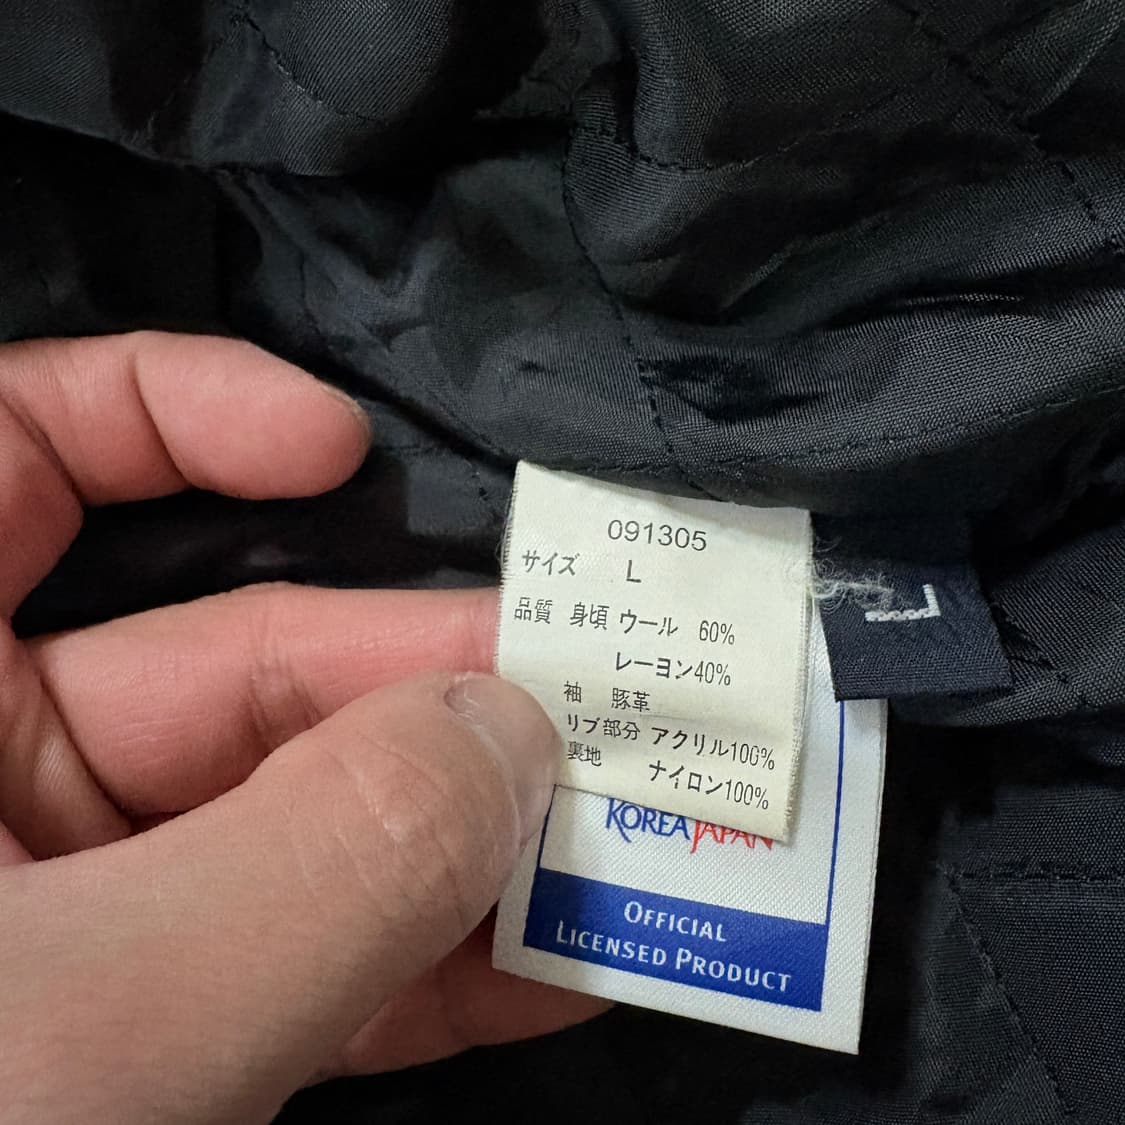 091305
サイズ L
品質 身頃 ウール 60%
レーヨン40%
袖 豚革
リブ部分 アクリル100%
裏地 ナイロン100%
L
KOREA JAPAN
OFFICIAL
LICENSED PRODUCT